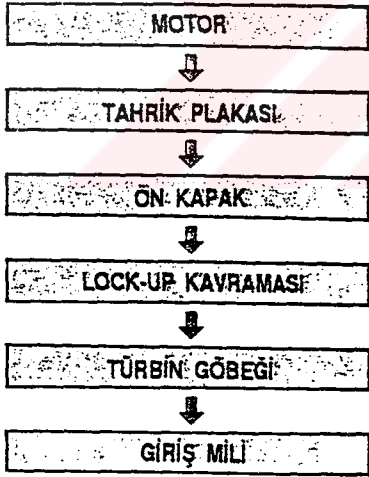 MOTOR
TAHRİK PLAKASI
ÖN KAPAK
LOCK-UP KAVRAMASI
TÜRBİN GÖBEĞİ
GİRİŞ MİLİ